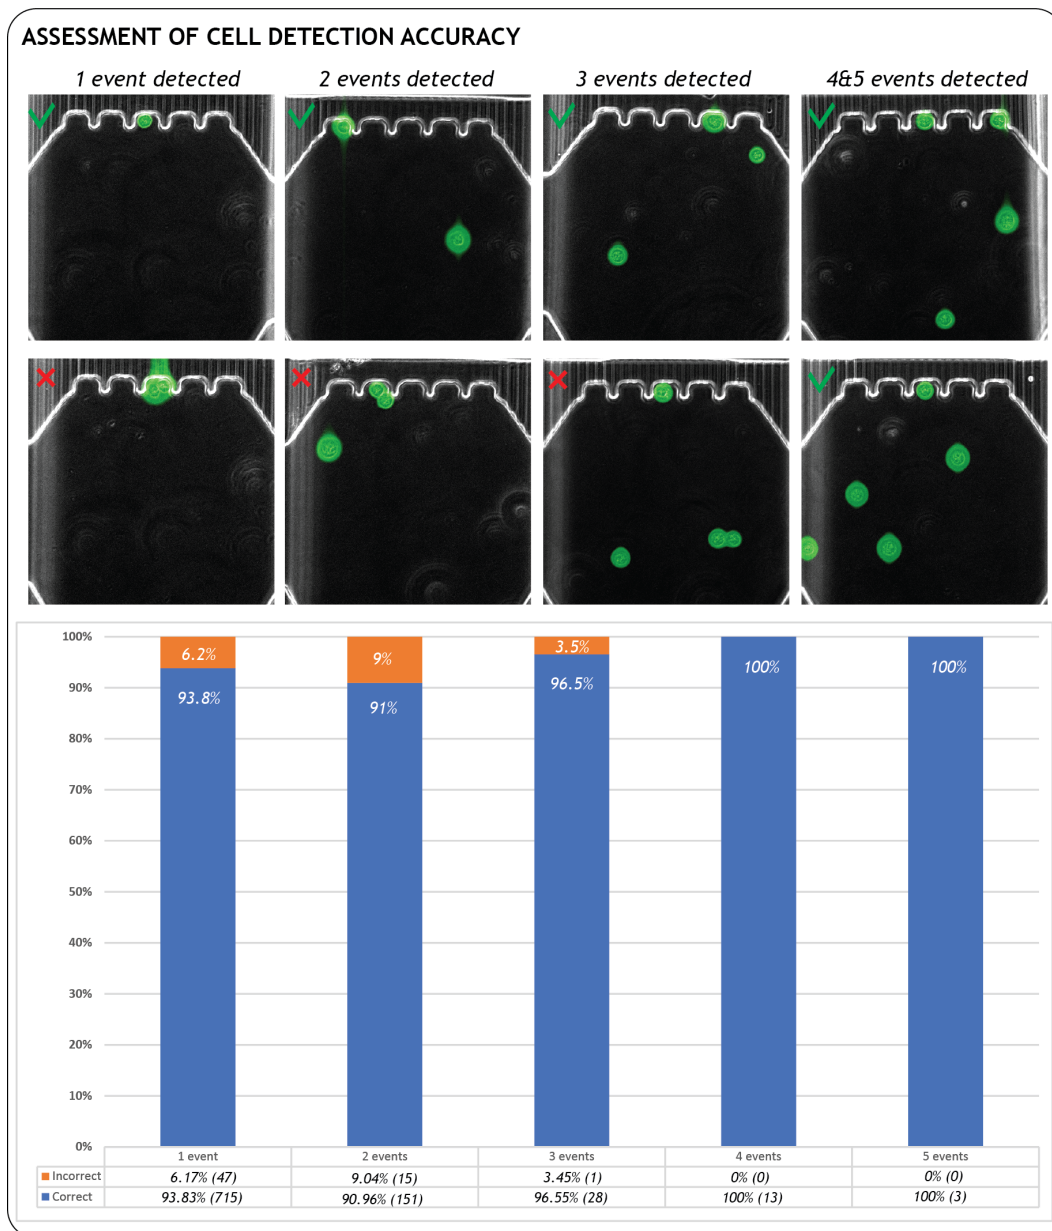 ASSESSMENT OF CELL DETECTION ACCURACY
1 event detected 2 events detected 3 events detected 4&5 events detected
100%
6.2% 9% 3.5% 100% 100%
93.8% 91% 96.5%
90%
80%
70%
60%
50%
40%
30%
20%
10%
0%
1 event 2 events 3 events 4 events 5 events
Incorrect 6.17% (47) 9.04% (15) 3.45% (1) 0% (0) 0% (0)
Correct 93.83% (715) 90.96% (151) 96.55% (28) 100% (13) 100% (3)